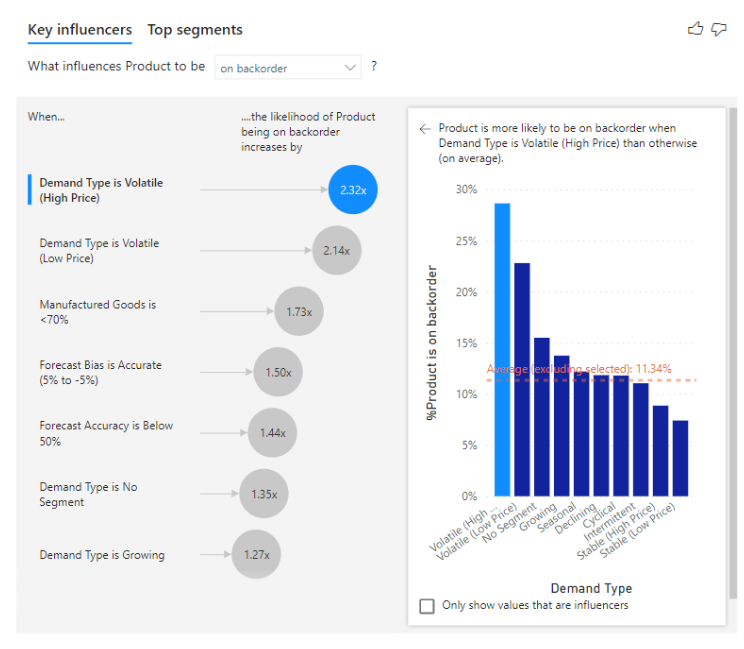 Key influencers Top segments
What influences Product to be on backorder ?
When...
....the likelihood of Product
being on backorder
increases by
Demand Type is Volatile
(High Price)
2.32x
Demand Type is Volatile
(Low Price)
2.14x
Manufactured Goods is
<70%
1.73x
Forecast Bias is Accurate
(5% to -5%)
1.50x
Forecast Accuracy is Below
50%
1.44x
Demand Type is No
Segment
1.35x
Demand Type is Growing
1.27x
Product is more likely to be on backorder when
Demand Type is Volatile (High Price) than otherwise
(on average).
%Product is on backorder
30%
25%
20%
15%
10%
5%
0%
Average (excluding selected): 11.34%
Volatile (High ...
Volatile (Low Price)
No Segment
Growing
Seasonal
Declining
Cyclical
Intermittent
Stable (High Price)
Stable (Low Price)
Demand Type
Only show values that are influencers